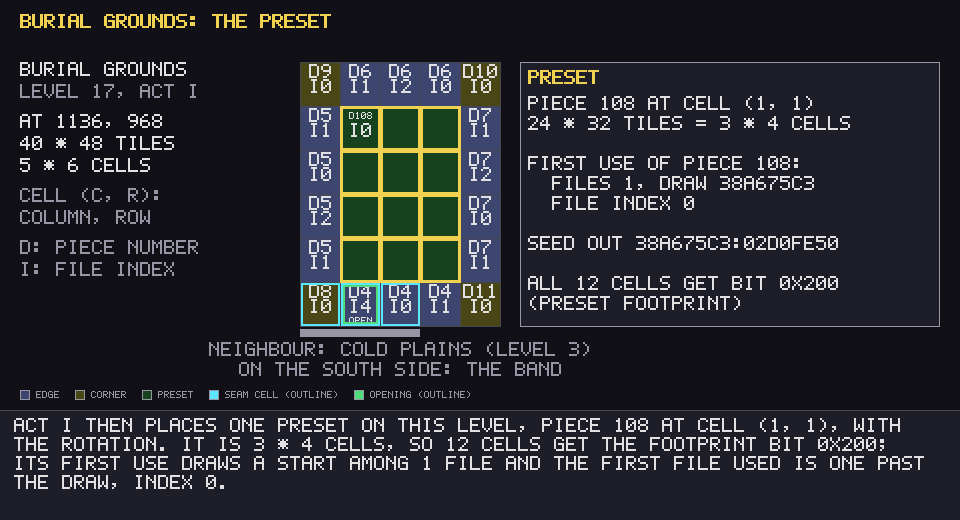 BURIAL GROUNDS: THE PRESET
BURIAL GROUNDS
LEVEL 17, ACT I
AT 1136, 968
40 * 48 TILES
5 * 6 CELLS
CELL (C, R):
COLUMN, ROW
D: PIECE NUMBER
I: FILE INDEX
D9 D6 D6 D6 D10
I0 I1 I2 I0 I0
D5 D108 D7
I1 I0 I1
D5 D7
I0 I2
D5 D7
I2 I0
D5 D7
I1 I1
D8 D4 D4 D4 D11
I0 I4 I0 I1 I0
OPEN
NEIGHBOUR: COLD PLAINS (LEVEL 3)
ON THE SOUTH SIDE: THE BAND
PRESET
PIECE 108 AT CELL (1, 1)
24 * 32 TILES = 3 * 4 CELLS
FIRST USE OF PIECE 108:
FILES 1, DRAW 38A675C3
FILE INDEX 0
SEED OUT 38A675C3:02D0FE50
ALL 12 CELLS GET BIT 0X200
(PRESET FOOTPRINT)
EDGE CORNER PRESET SEAM CELL (OUTLINE) OPENING (OUTLINE)
ACT I THEN PLACES ONE PRESET ON THIS LEVEL, PIECE 108 AT CELL (1, 1), WITH
THE ROTATION. IT IS 3 * 4 CELLS, SO 12 CELLS GET THE FOOTPRINT BIT 0X200;
ITS FIRST USE DRAWS A START AMONG 1 FILE AND THE FIRST FILE USED IS ONE PAST
THE DRAW, INDEX 0.